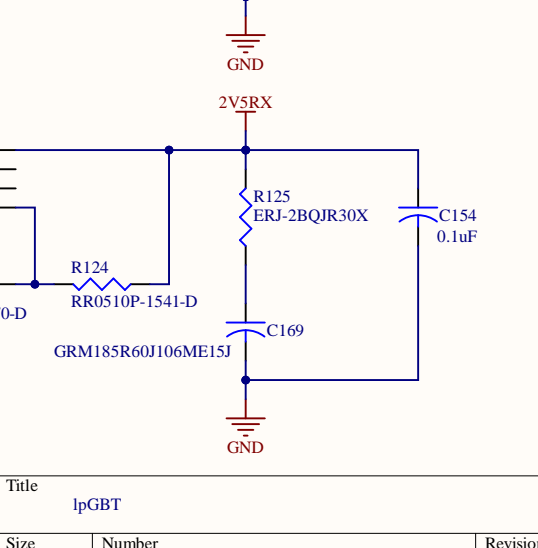 GND
2V5RX
R125
ERJ-2BQJR30X
C154
0.1uF
R124
RR0510P-1541-D
0-D
C169
GRM185R60J106ME15J
GND
Title
lpGBT
Size
Number
Revision